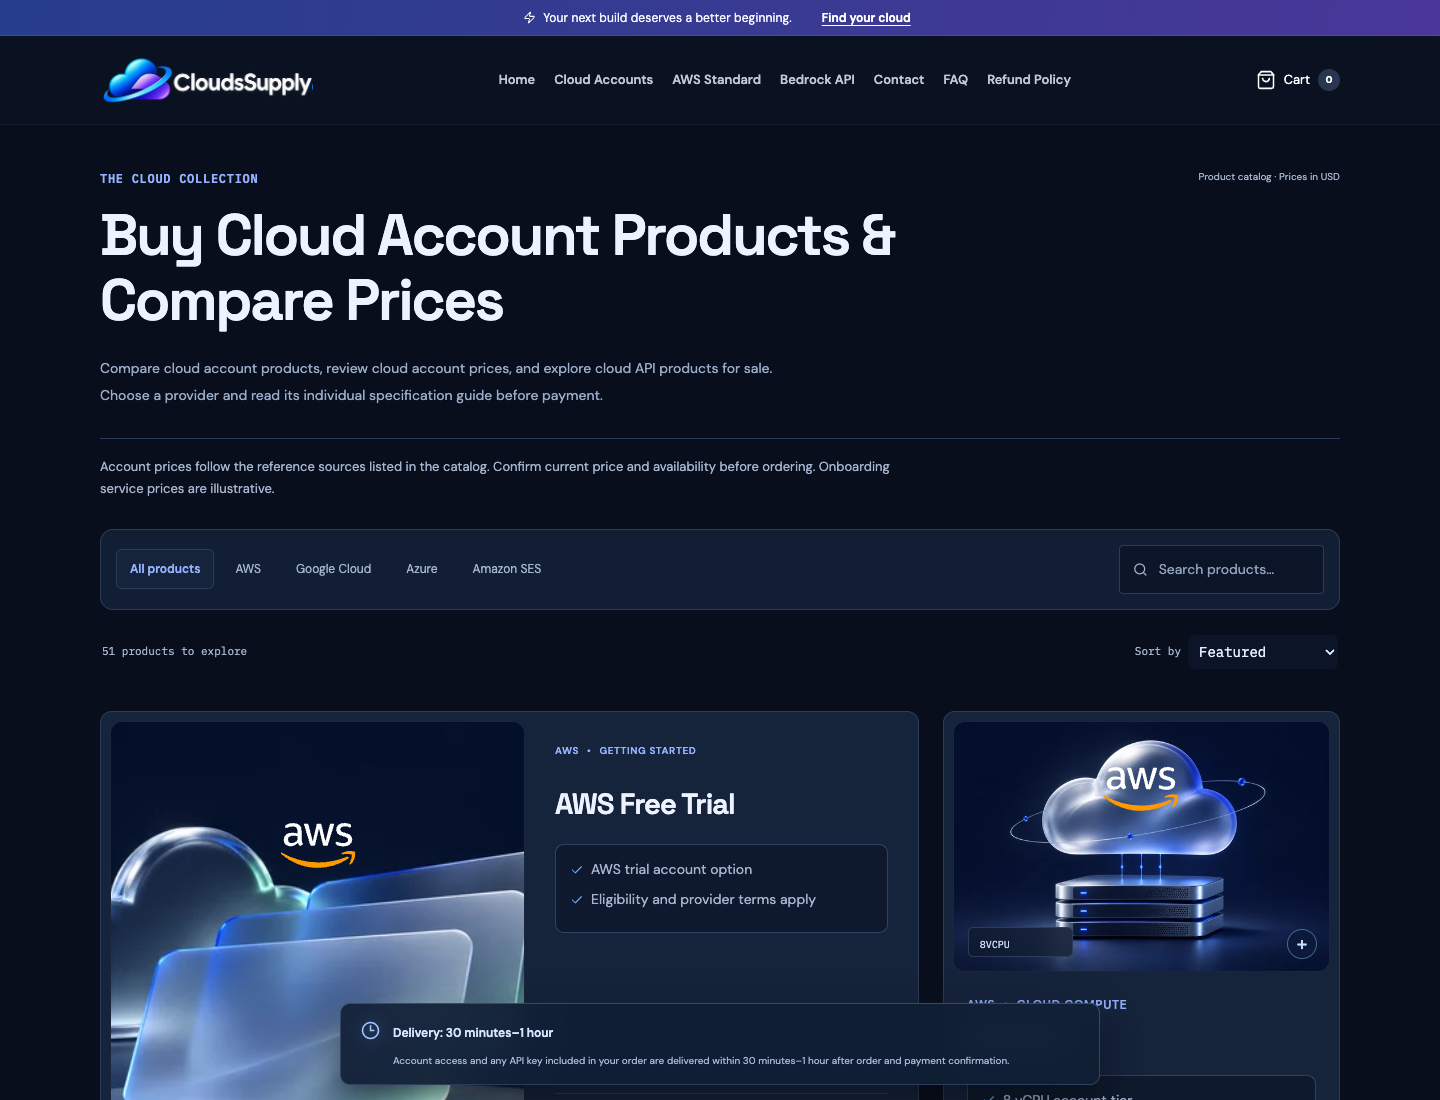 Your next build deserves a better beginning. Find your cloud
CloudsSupply
Home Cloud Accounts AWS Standard Bedrock API Contact FAQ Refund Policy
Cart 0
THE CLOUD COLLECTION
Product catalog · Prices in USD
Buy Cloud Account Products &
Compare Prices
Compare cloud account products, review cloud account prices, and explore cloud API products for sale.
Choose a provider and read its individual specification guide before payment.
Account prices follow the reference sources listed in the catalog. Confirm current price and availability before ordering. Onboarding
service prices are illustrative.
All products AWS Google Cloud Azure Amazon SES
Search products...
51 products to explore
Sort by Featured
aws
AWS • GETTING STARTED
AWS Free Trial
AWS trial account option
Eligibility and provider terms apply
aws
8VCPU
AWS • CLOUD COMPUTE
8 vCPU account tier
Delivery: 30 minutes–1 hour
Account access and any API key included in your order are delivered within 30 minutes–1 hour after order and payment confirmation.